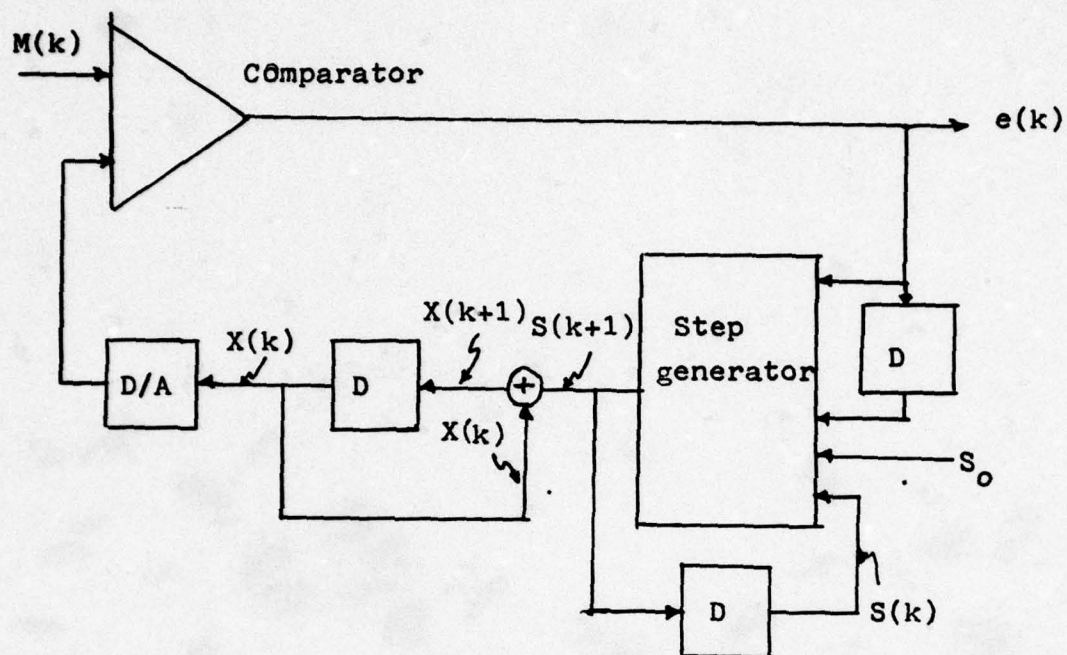 M(k)
Comparator
e(k)
Step
generator
D
S₀
S(k)
D
X(k+1)
S(k+1)
X(k)
X(k)
D
D/A
+